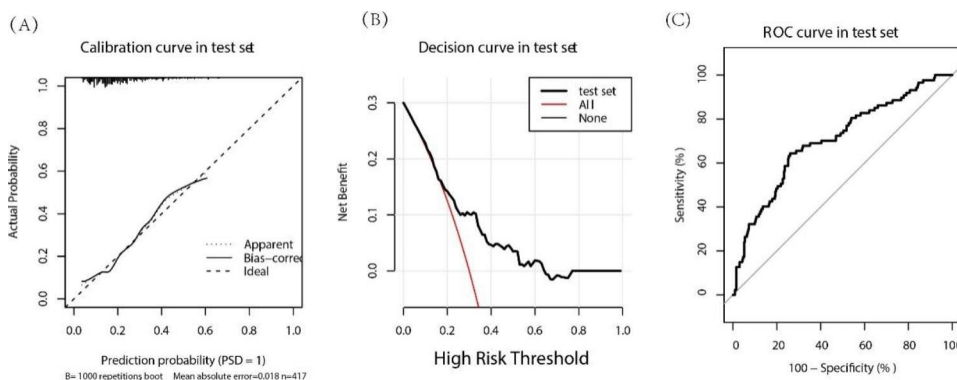 (A)
Calibration curve in test set
Actual Probability
1.0
0.8
0.6
0.4
0.2
0.0
Apparent
Bias-correc
Ideal
0.0 0.2 0.4 0.6 0.8 1.0
Prediction probability (PSD = 1)
B= 1000 repetitions boot Mean absolute error=0.018 n=417
(B)
Decision curve in test set
Net Benefit
0.3
0.1
0.0
test set
All
None
0.0 0.2 0.4 0.6 0.8 1.0
High Risk Threshold
(C)
ROC curve in test set
Sensitivity (%)
100
80
60
40
20
0
0 20 40 60 80 100
100 − Specificity (%)